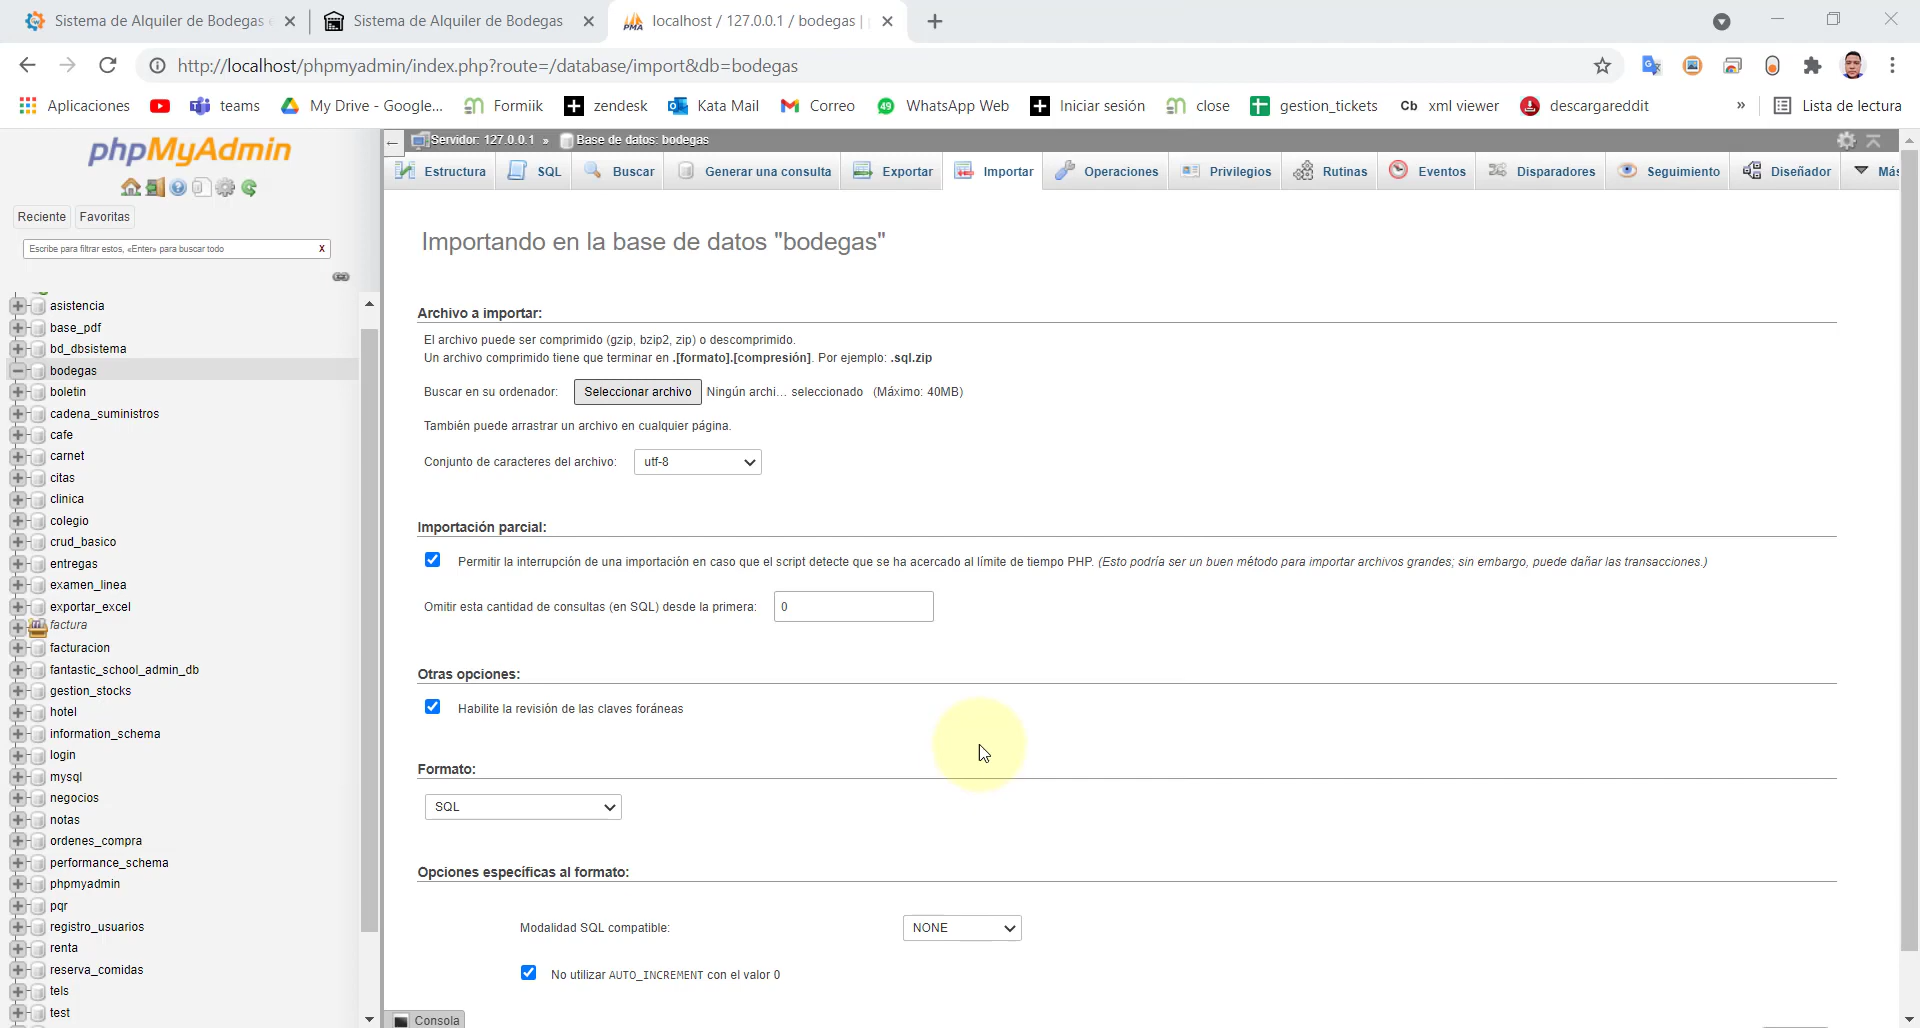 Sistema de Alquiler de Bodegas
Sistema de Alquiler de Bodegas
localhost / 127.0.0.1 / bodegas |
http://localhost/phpmyadmin/index.php?route=/database/import&db=bodegas
Aplicaciones
teams
My Drive - Google...
Formiik
zendesk
Kata Mail
Correo
WhatsApp Web
Iniciar sesión
close
gestion_tickets
Cb xml viewer
descargareddit
»
Lista de lectura
phpMyAdmin
Reciente
Favoritas
Escribe para filtrar estos, «Enter» para buscar todo
X
asistencia
base_pdf
bd_dbsistema
bodegas
boletin
cadena_suministros
cafe
carnet
citas
clinica
colegio
crud_basico
entregas
examen_linea
exportar_excel
factura
facturacion
fantastic_school_admin_db
gestion_stocks
hotel
information_schema
login
mysql
negocios
notas
ordenes_compra
performance_schema
phpmyadmin
pqr
registro_usuarios
renta
reserva_comidas
tels
test
Servidor: 127.0.0.1 » Base de datos: bodegas
Estructura
SQL
Buscar
Generar una consulta
Exportar
Importar
Operaciones
Privilegios
Rutinas
Eventos
Disparadores
Seguimiento
Diseñador
Más
Importando en la base de datos "bodegas"
Archivo a importar:
El archivo puede ser comprimido (gzip, bzip2, zip) o descomprimido.
Un archivo comprimido tiene que terminar en .[formato].[compresión]. Por ejemplo: .sql.zip
Buscar en su ordenador: Seleccionar archivo Ningún archi... seleccionado (Máximo: 40MB)
También puede arrastrar un archivo en cualquier página.
Conjunto de caracteres del archivo: utf-8
Importación parcial:
Permitir la interrupción de una importación en caso que el script detecte que se ha acercado al límite de tiempo PHP. (Esto podría ser un buen método para importar archivos grandes; sin embargo, puede dañar las transacciones.)
Omitir esta cantidad de consultas (en SQL) desde la primera: 0
Otras opciones:
Habilite la revisión de las claves foráneas
Formato:
SQL
Opciones específicas al formato:
Modalidad SQL compatible: NONE
No utilizar AUTO_INCREMENT con el valor 0
Consola